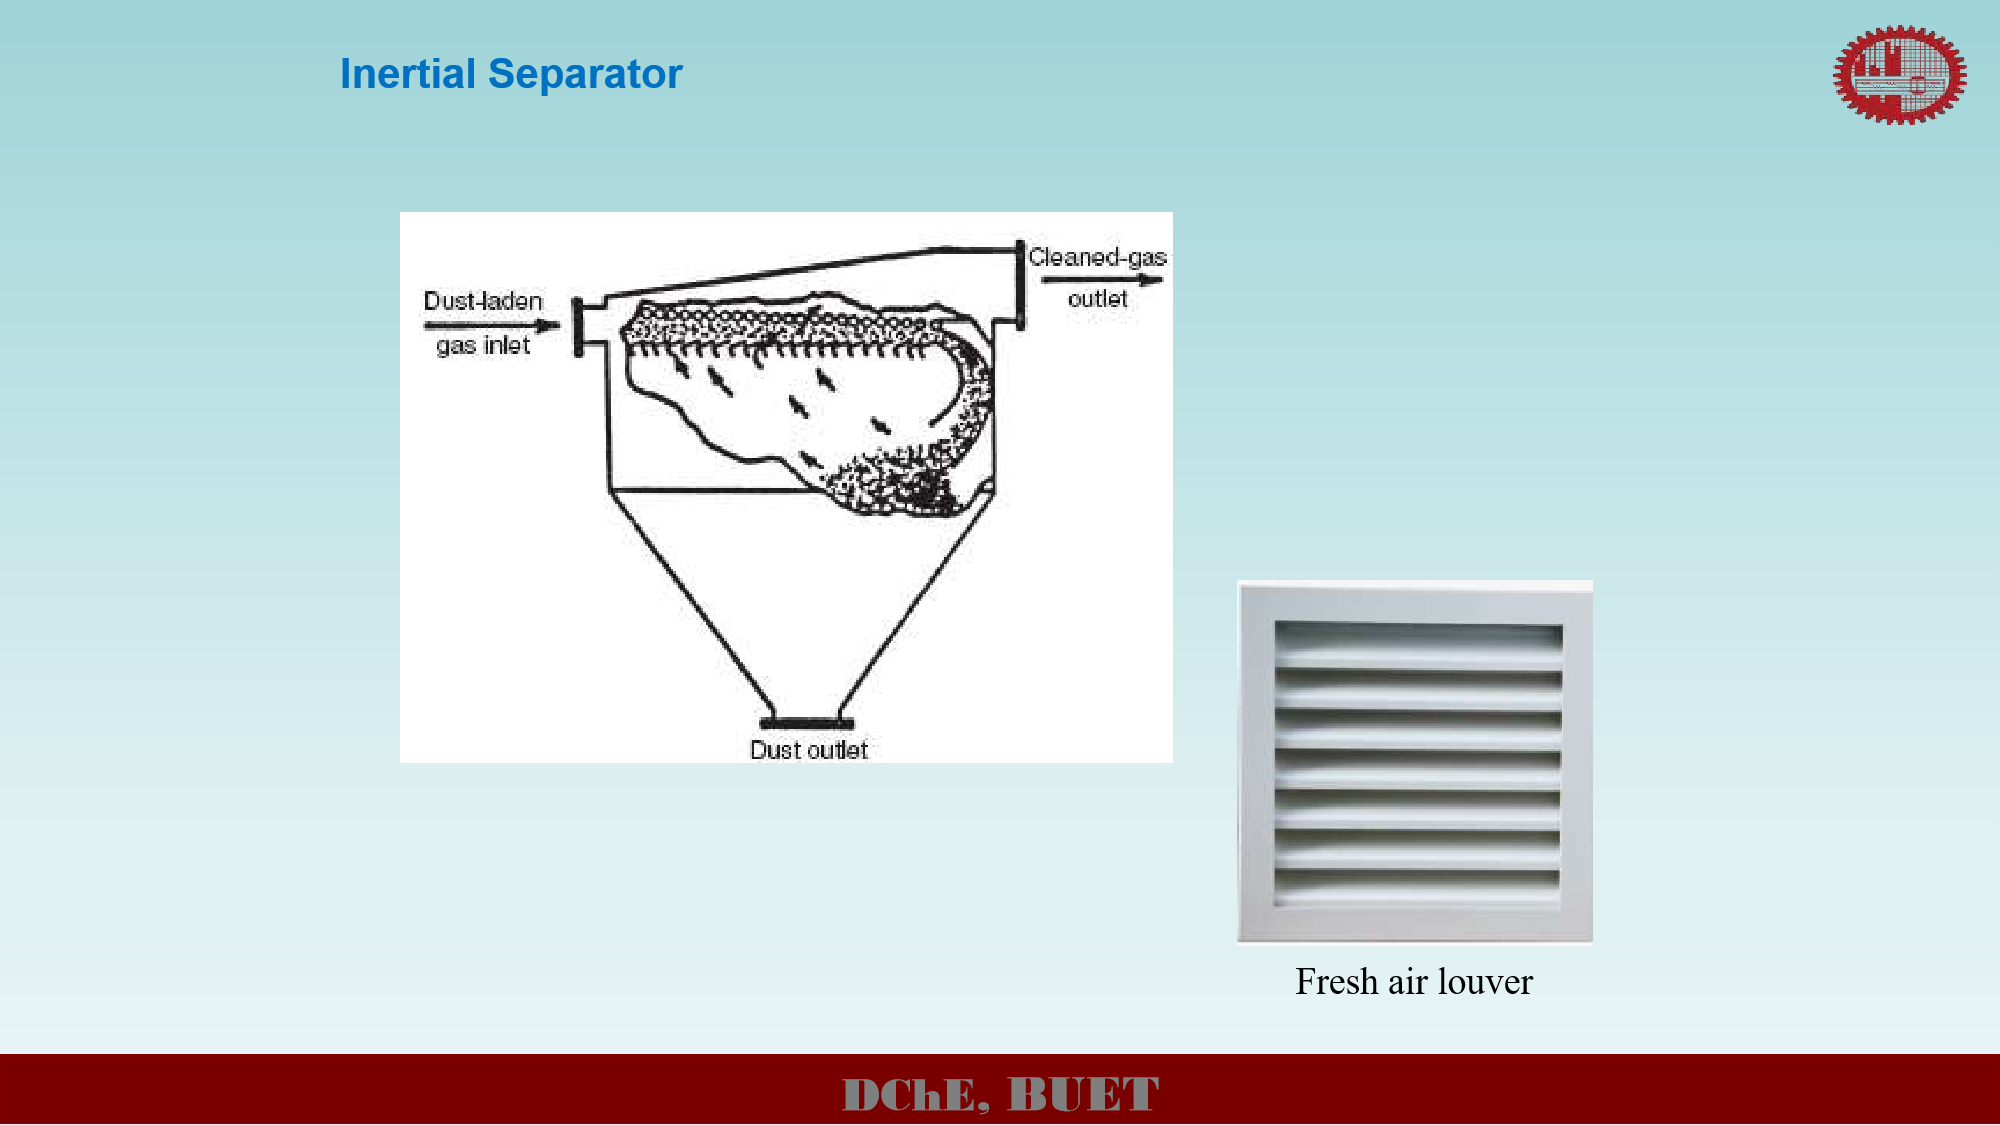 Inertial Separator
Dust-laden
gas inlet
Cleaned-gas
outlet
Dust outlet
Fresh air louver
DChE, BUET